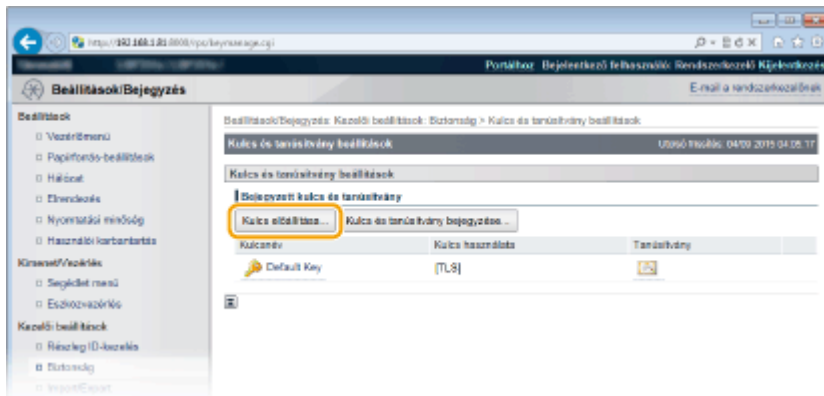 http://192.168.1.81:8000/rps/keymanage.cgi
Portálhoz Bejelentkező felhasználó: Rendszerkezelő Kijelentkezés
Beállítások/Bejegyzés
E-mail a rendszerkezelőnek
Beállítások
Vezérlőmenü
Papírforrás-beállítások
Hálózat
Elrendezés
Nyomtatási minőség
Használói karbantartás
Kimenet/Vezérlés
Segédlet menü
Eszközvezérlés
Kezelői beállítások
Részleg ID-kezelés
Biztonság
Import/Export
Beállítások/Bejegyzés: Kezelői beállítások: Biztonság > Kulcs és tanúsítvány beállítások
Kulcs és tanúsítvány beállítások
Utolsó frissítés: 04/09 2015 04:05:17
Kulcs és tanúsítvány beállítások
Bejegyzett kulcs és tanúsítvány
Kulcs előállítása... Kulcs és tanúsítvány bejegyzése...
Kulcsnév Kulcs használata Tanúsítvány
Default Key [TLS]